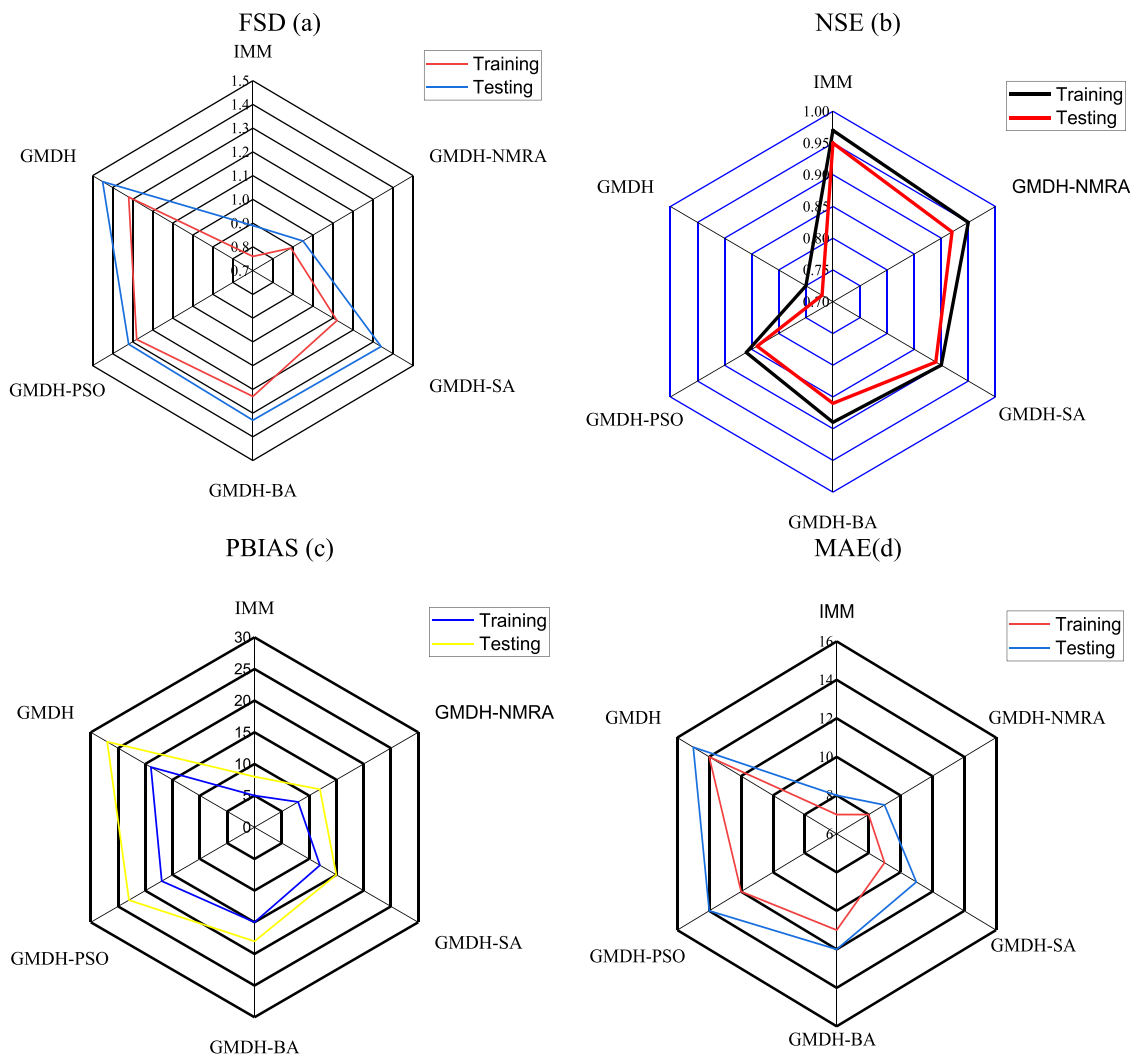 FSD (a)
IMM
Training
Testing
1.5
1.4
1.3
1.2
1.1
1.0
0.9
0.8
0.7
GMDH
GMDH-NMRA
GMDH-PSO
GMDH-SA
GMDH-BA
NSE (b)
IMM
Training
Testing
1.00
0.95
0.90
0.85
0.80
0.75
0.70
GMDH
GMDH-NMRA
GMDH-PSO
GMDH-SA
GMDH-BA
PBIAS (c)
IMM
Training
Testing
30
25
20
15
10
5
0
GMDH
GMDH-NMRA
GMDH-PSO
GMDH-SA
GMDH-BA
MAE(d)
IMM
Training
Testing
16
14
12
10
8
6
GMDH
GMDH-NMRA
GMDH-PSO
GMDH-SA
GMDH-BA